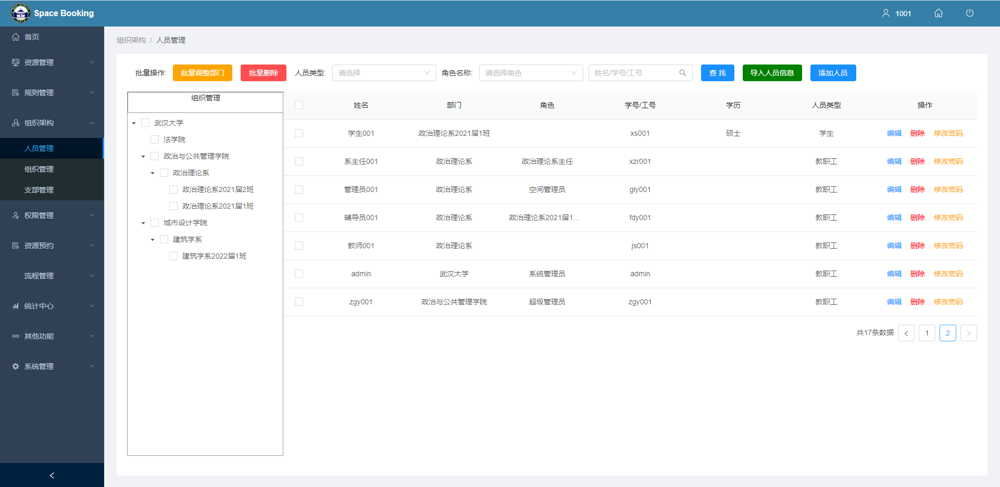 Space Booking
1001
首页
资源管理
规则管理
组织架构
人员管理
组织管理
支部管理
权限管理
资源预约
流程管理
统计中心
其他功能
系统管理
组织架构 / 人员管理
批量操作: 批量调整部门 批量删除 人员类型: 请选择 角色名称: 请选择角色 姓名/学号/工号 查 找 导入人员信息 添加人员
组织管理
武汉大学
法学院
政治与公共管理学院
政治理论系
政治理论系2021届2班
政治理论系2021届1班
城市设计学院
建筑学系
建筑学系2022届1班
姓名 部门 角色 学号/工号 学历 人员类型 操作
学生001 政治理论系2021届1班 xs001 硕士 学生 编辑 删除 修改密码
系主任001 政治理论系 政治理论系主任 xzr001 教职工 编辑 删除 修改密码
管理员001 政治理论系 空间管理员 gly001 教职工 编辑 删除 修改密码
辅导员001 政治理论系 政治理论系2021届1... fdy001 教职工 编辑 删除 修改密码
教师001 政治理论系 js001 教职工 编辑 删除 修改密码
admin 武汉大学 系统管理员 admin 教职工 编辑 删除 修改密码
zgy001 政治与公共管理学院 超级管理员 zgy001 教职工 编辑 删除 修改密码
共17条数据 < 1 2 >